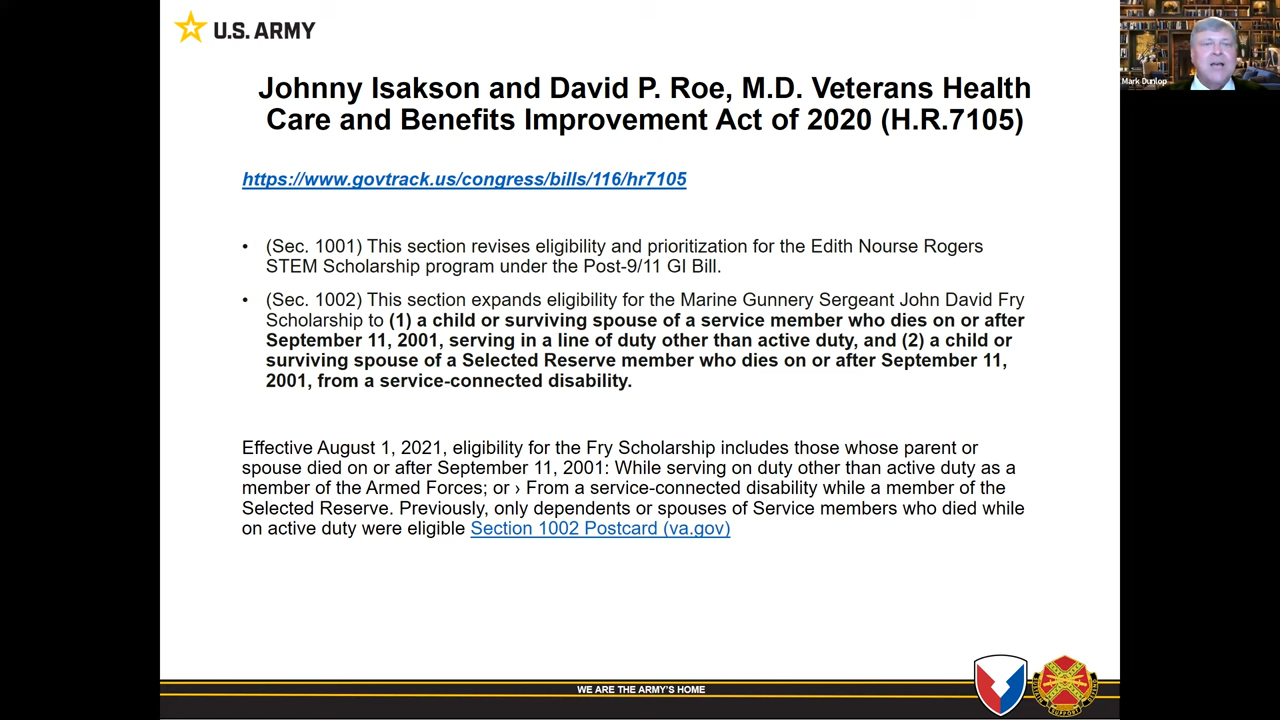 U.S. ARMY
Mark Dunlop
Johnny Isakson and David P. Roe, M.D. Veterans Health
Care and Benefits Improvement Act of 2020 (H.R.7105)
https://www.govtrack.us/congress/bills/116/hr7105
• (Sec. 1001) This section revises eligibility and prioritization for the Edith Nourse Rogers
STEM Scholarship program under the Post-9/11 GI Bill.
• (Sec. 1002) This section expands eligibility for the Marine Gunnery Sergeant John David Fry
Scholarship to (1) a child or surviving spouse of a service member who dies on or after
September 11, 2001, serving in a line of duty other than active duty, and (2) a child or
surviving spouse of a Selected Reserve member who dies on or after September 11,
2001, from a service-connected disability.
Effective August 1, 2021, eligibility for the Fry Scholarship includes those whose parent or
spouse died on or after September 11, 2001: While serving on duty other than active duty as a
member of the Armed Forces; or › From a service-connected disability while a member of the
Selected Reserve. Previously, only dependents or spouses of Service members who died while
on active duty were eligible Section 1002 Postcard (va.gov)
WE ARE THE ARMY'S HOME